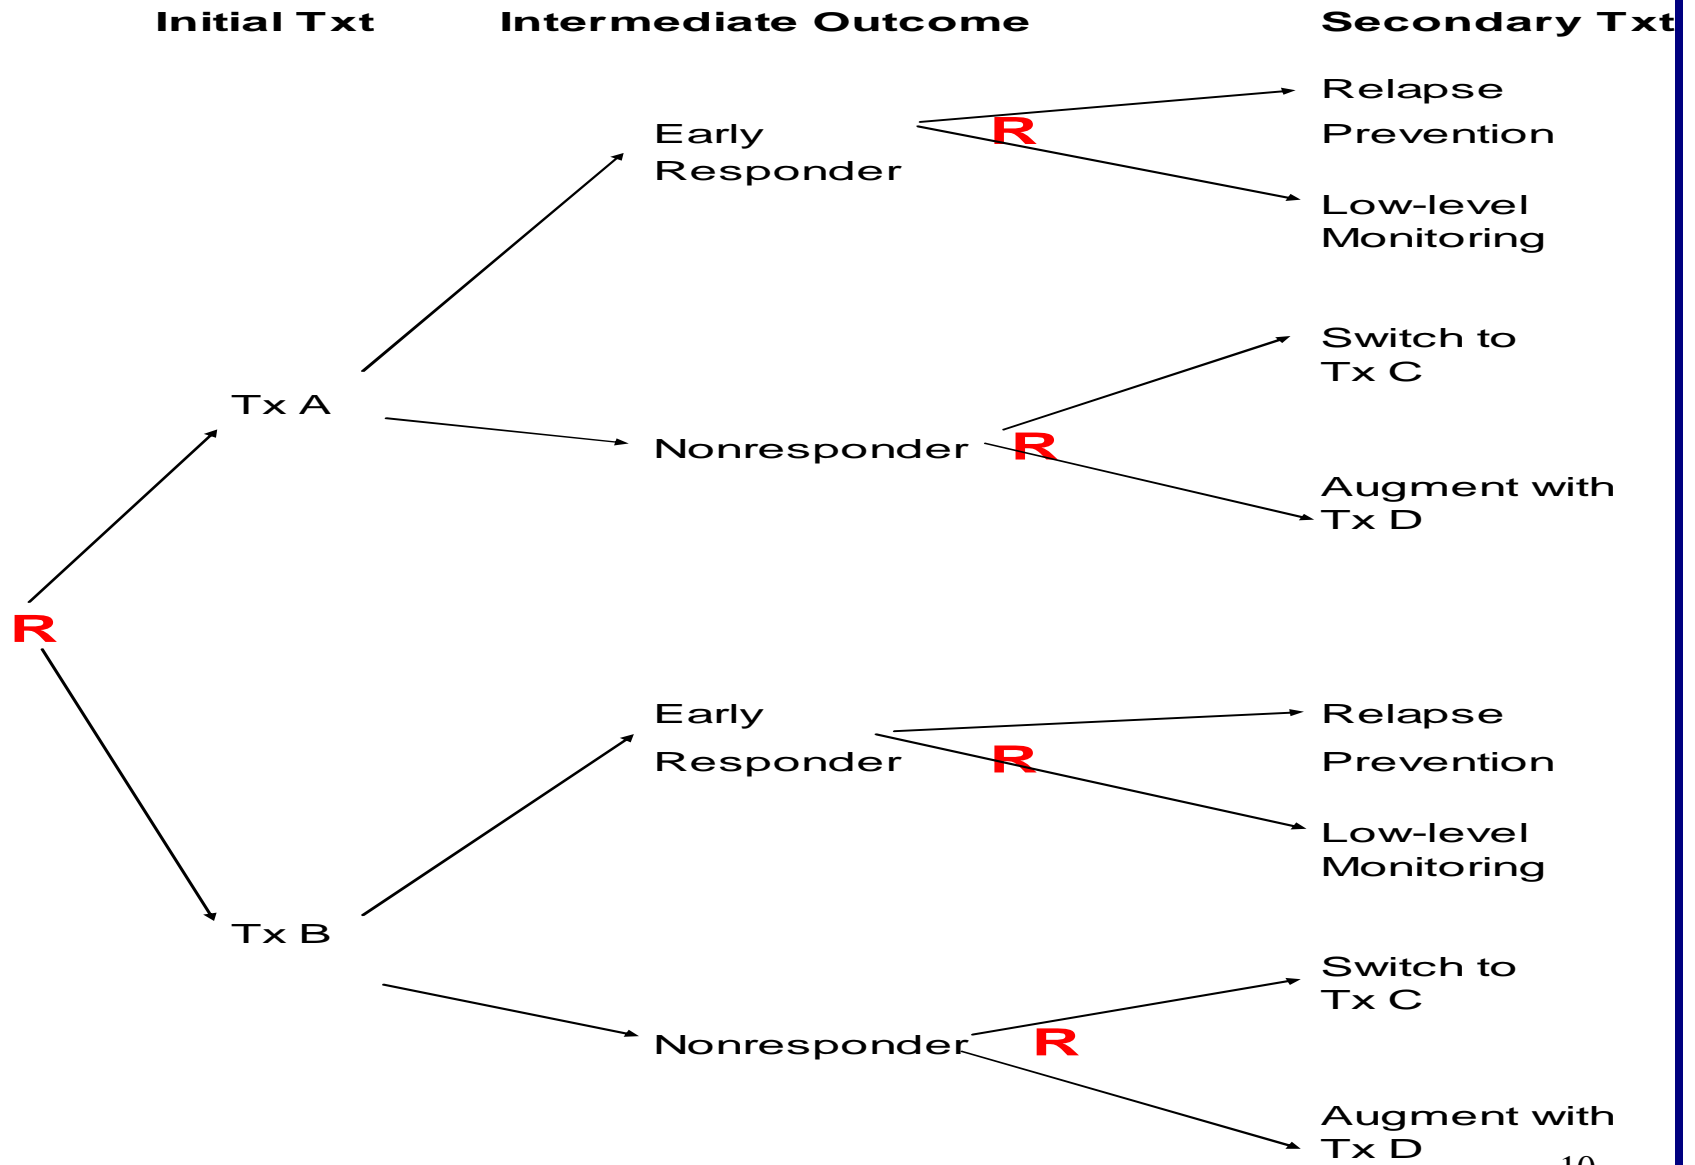 Initial Txt Intermediate Outcome Secondary Txt
Relapse
Early R Prevention
Responder
Low-level
Monitoring
Switch to
Tx C
Tx A
Nonresponder R
Augment with
Tx D
R
Early Relapse
Responder R Prevention
Low-level
Monitoring
Tx B
Switch to
Tx C
Nonresponder R
Augment with
Tx D
10